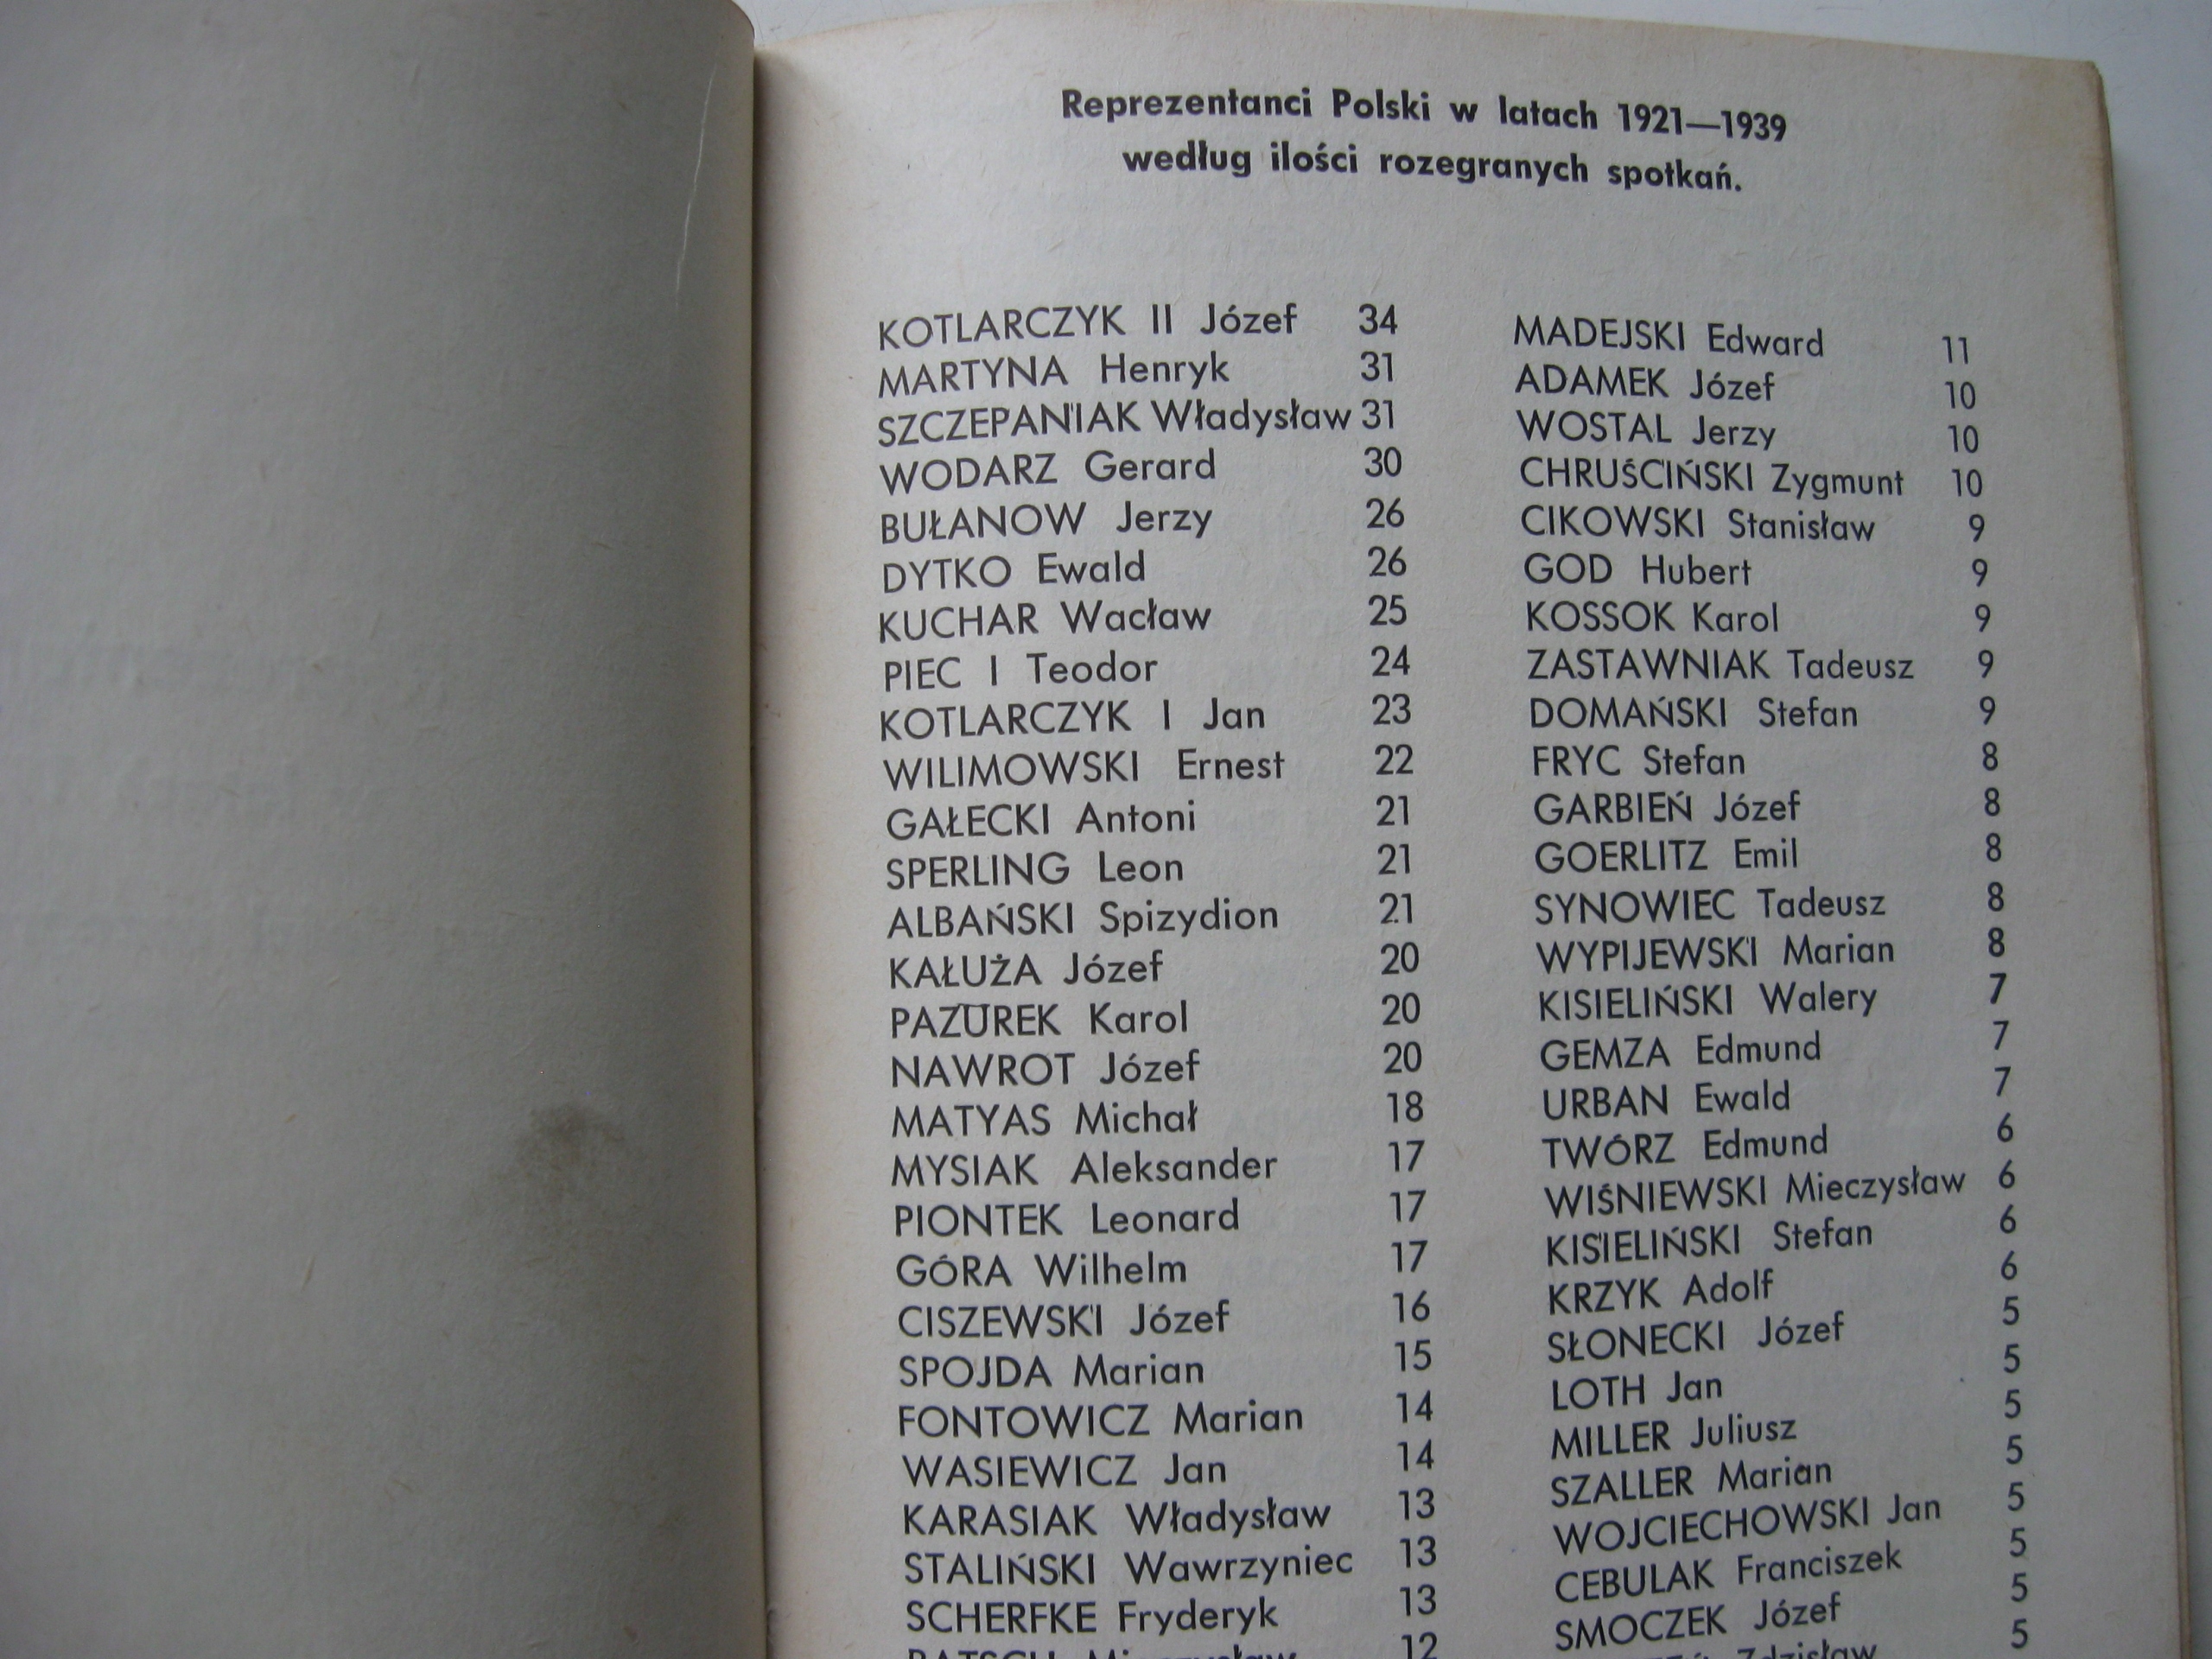 Reprezentanci Polski w latach 1921—1939
według ilości rozegranych spotkań.
KOTLARCZYK II Józef 34
MARTYNA Henryk 31
SZCZEPANIAK Władysław 31
WODARZ Gerard 30
BUŁANOW Jerzy 26
DYTKO Ewald 26
KUCHAR Wacław 25
PIEC I Teodor 24
KOTLARCZYK I Jan 23
WILIMOWSKI Ernest 22
GAŁECKI Antoni 21
SPERLING Leon 21
ALBAŃSKI Spizydion 21
KAŁUŻA Józef 20
PAZUREK Karol 20
NAWROT Józef 20
MATYAS Michał 18
MYSIAK Aleksander 17
PIONTEK Leonard 17
GÓRA Wilhelm 17
CISZEWSKI Józef 16
SPOJDA Marian 15
FONTOWICZ Marian 14
WASIEWICZ Jan 14
KARASIAK Władysław 13
STALIŃSKI Wawrzyniec 13
SCHERFKE Fryderyk 13
12
MADEJSKI Edward 11
ADAMEK Józef 10
WOSTAL Jerzy 10
CHRUŚCIŃSKI Zygmunt 10
CIKOWSKI Stanisław 9
GOD Hubert 9
KOSSOK Karol 9
ZASTAWNIAK Tadeusz 9
DOMAŃSKI Stefan 9
FRYC Stefan 8
GARBIEŃ Józef 8
GOERLITZ Emil 8
SYNOWIEC Tadeusz 8
WYPIJEWSKI Marian 8
KISIELIŃSKI Walery 7
GEMZA Edmund 7
URBAN Ewald 7
TWÓRZ Edmund 6
WIŚNIEWSKI Mieczysław 6
KISIELIŃSKI Stefan 6
KRZYK Adolf 6
SŁONECKI Józef 5
LOTH Jan 5
MILLER Juliusz 5
SZALLER Marian 5
WOJCIECHOWSKI Jan 5
CEBULAK Franciszek 5
SMOCZEK Józef 5
Zdzisław 5